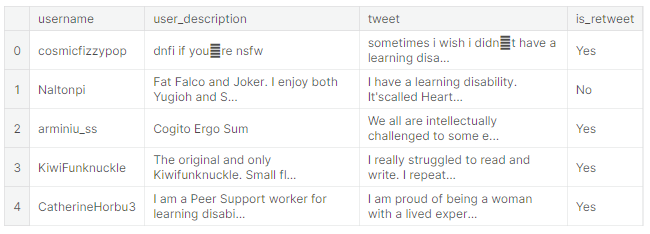 username user_description tweet is_retweet
0 cosmicfizzypop dnfi if you▒re nsfw sometimes i wish i didn▒t have a learning disa... Yes
1 Naltonpi Fat Falco and Joker. I enjoy both Yugioh and S... I have a learning disability. It'scalled Heart... No
2 arminiu_ss Cogito Ergo Sum We all are intellectually challenged to some e... Yes
3 KiwiFunknuckle The original and only Kiwifunknuckle. Small fl... I really struggled to read and write. I repeat... Yes
4 CatherineHorbu3 I am a Peer Support worker for learning disabi... I am proud of being a woman with a lived exper... Yes